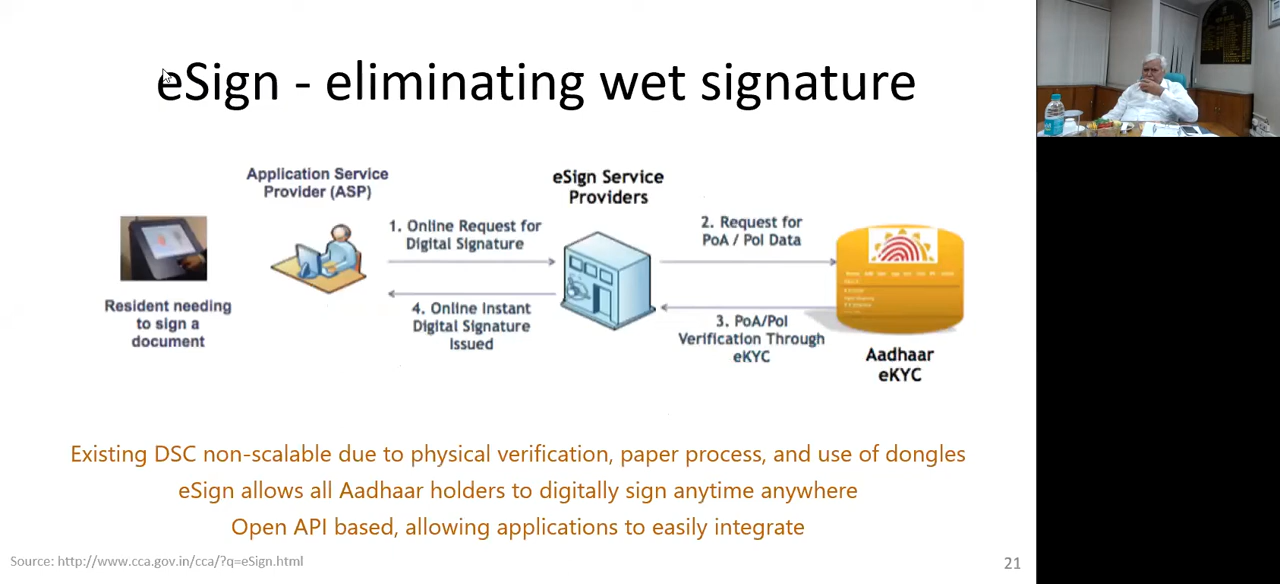 eSign - eliminating wet signature
Application Service
Provider (ASP)
eSign Service
Providers
1. Online Request for
Digital Signature
2. Request for
PoA / PoI Data
Resident needing
to sign a
document
4. Online Instant
Digital Signature
Issued
3. PoA/PoI
Verification Through
eKYC
Aadhaar
eKYC
Existing DSC non-scalable due to physical verification, paper process, and use of dongles
eSign allows all Aadhaar holders to digitally sign anytime anywhere
Open API based, allowing applications to easily integrate
Source: http://www.cca.gov.in/cca/?q=eSign.html
21